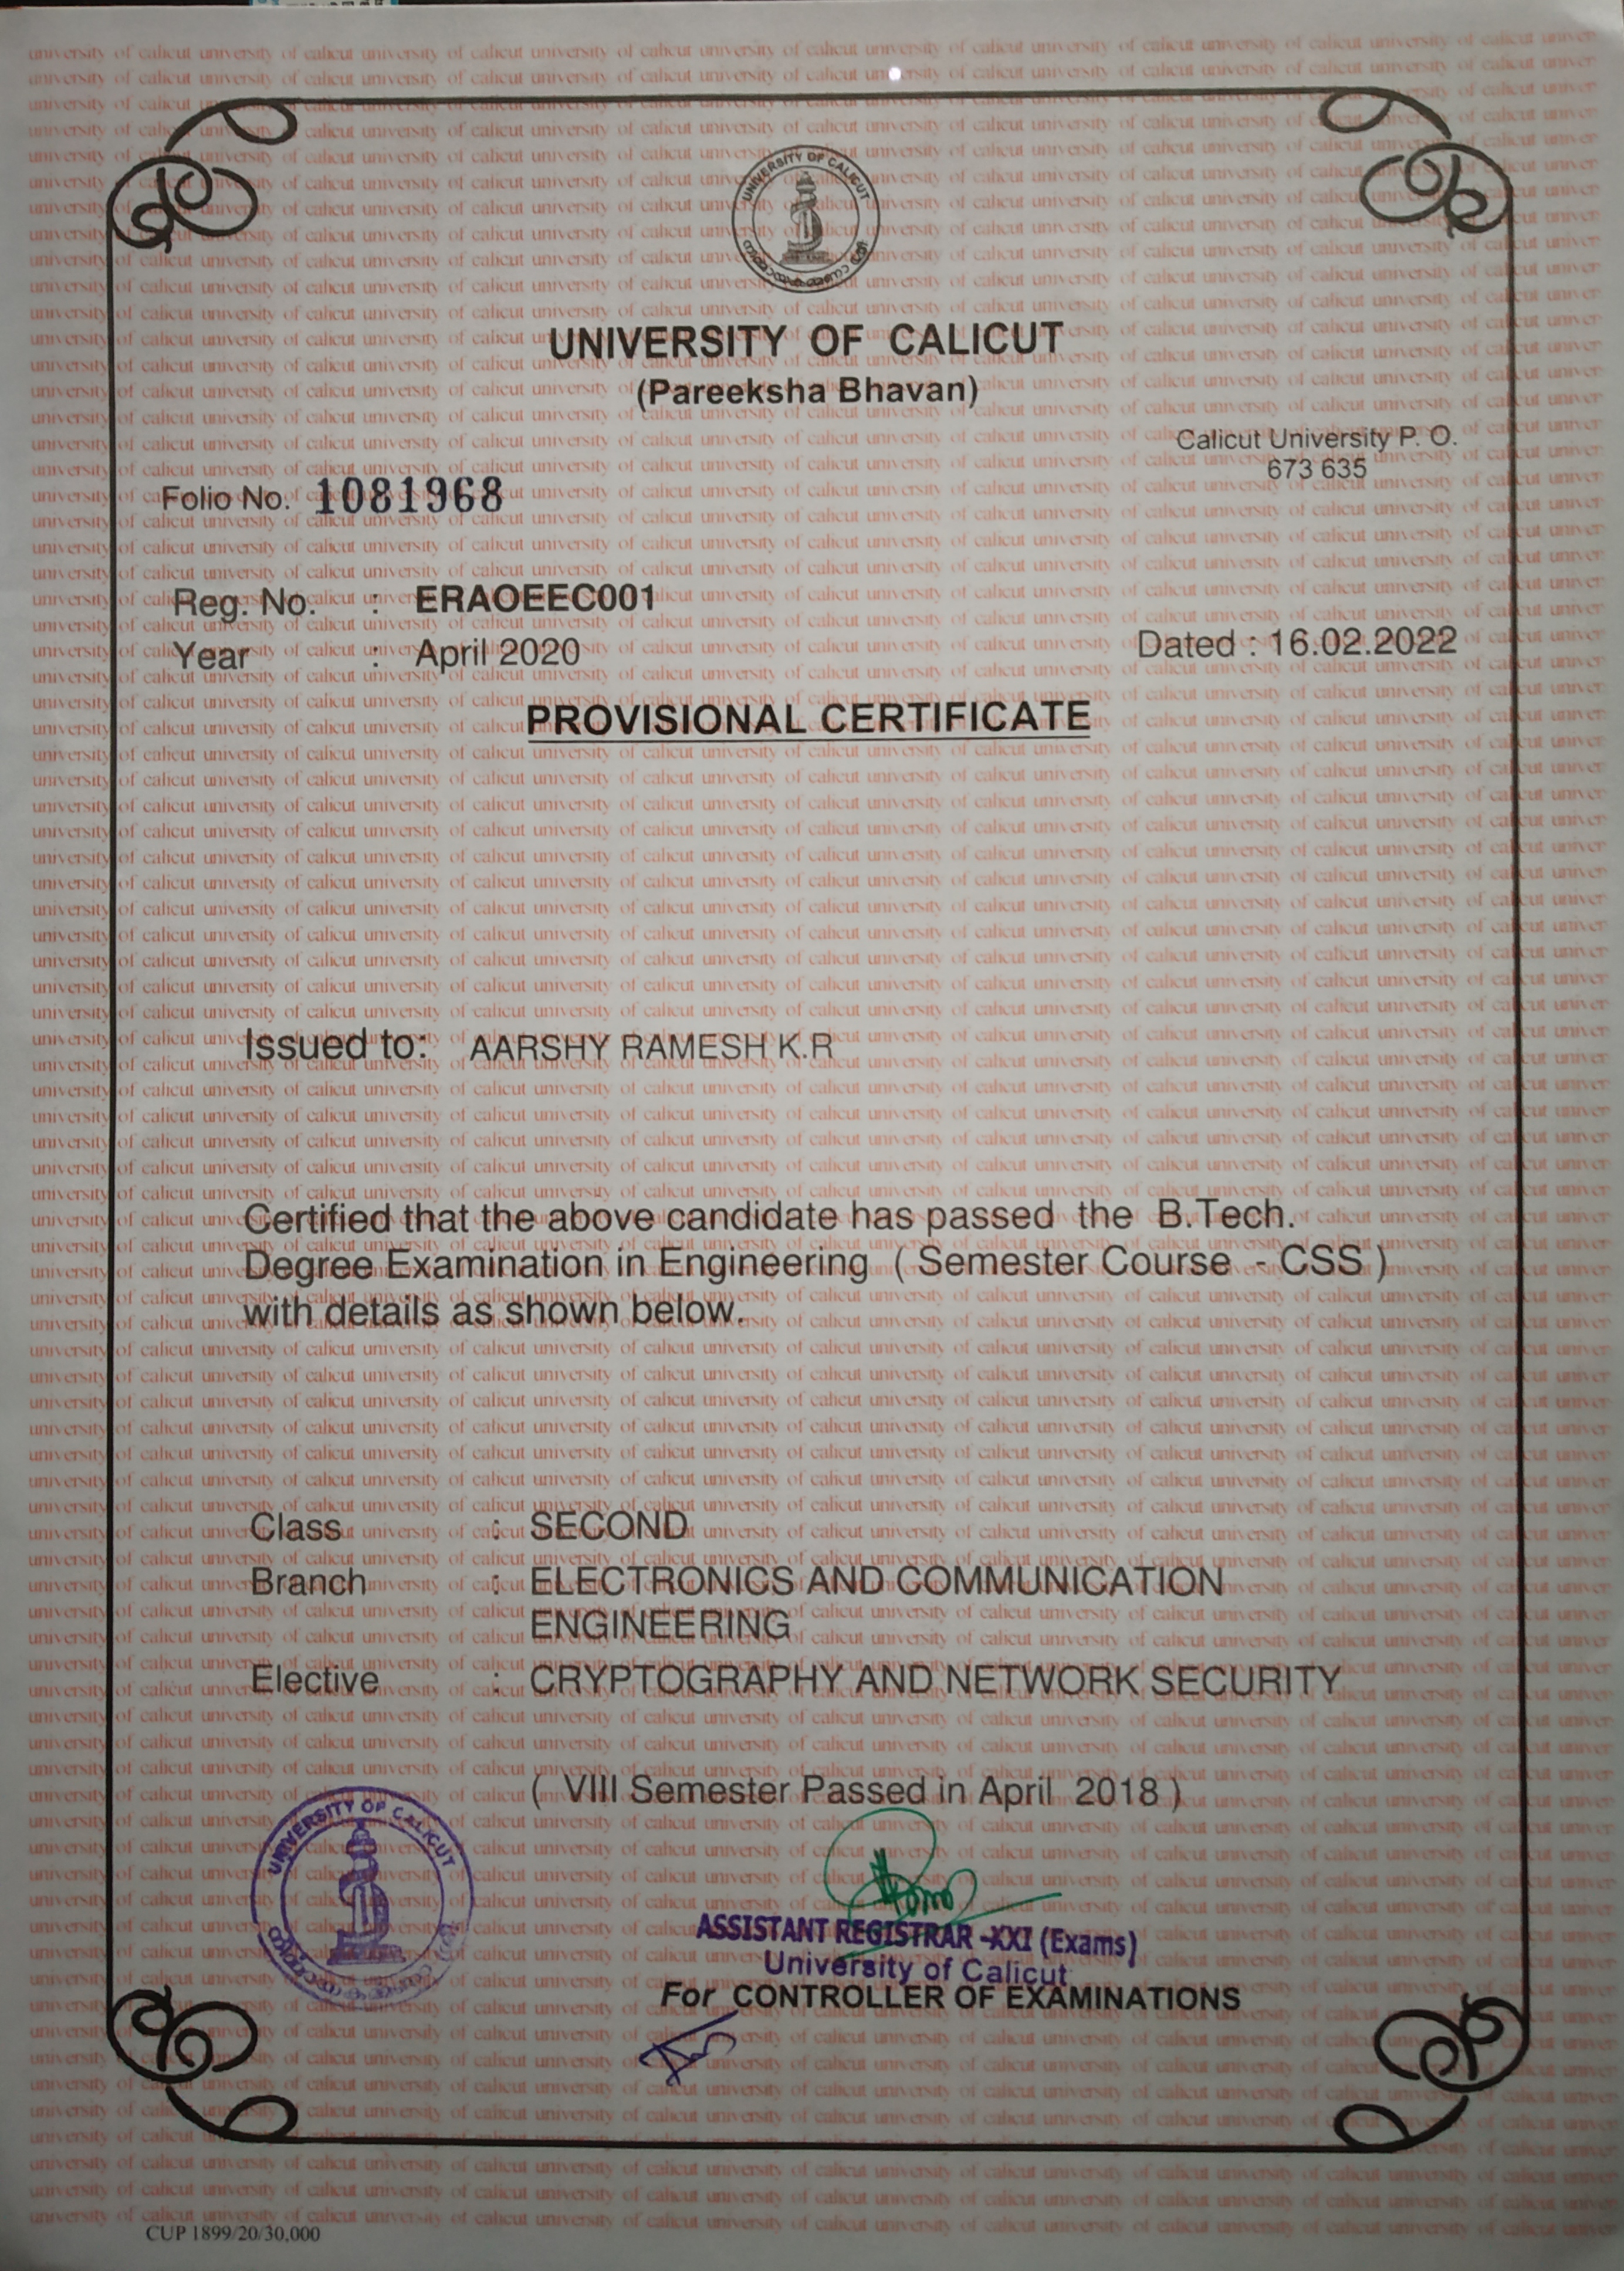 UNIVERSITY OF CALICUT
UNIVERSITY OF CALICUT
(Pareeksha Bhavan)
Calicut University P. O.
673 635
Folio No. 1081968
Reg. No. : ERAOEEC001
Year : April 2020
Dated : 16.02.2022
PROVISIONAL CERTIFICATE
Issued to: AARSHY RAMESH K.R
Certified that the above candidate has passed the B.Tech.
Degree Examination in Engineering ( Semester Course - CSS )
with details as shown below.
Class : SECOND
Branch : ELECTRONICS AND COMMUNICATION
ENGINEERING
Elective : CRYPTOGRAPHY AND NETWORK SECURITY
( VIII Semester Passed in April 2018 )
UNIVERSITY OF CALICUT
ASSISTANT REGISTRAR -XXI (Exams)
University of Calicut
For CONTROLLER OF EXAMINATIONS
CUP 1899/20/30,000